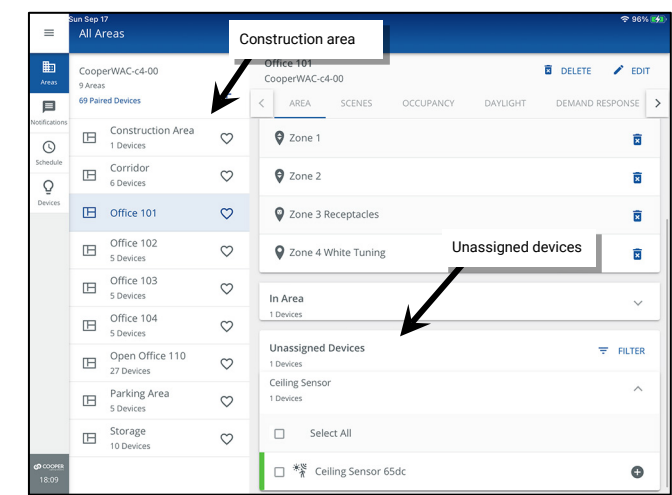 Sun Sep 17
96%
All Areas
Construction area
Areas
Notifications
Schedule
Devices
COOPER
18:09
CooperWAC-c4-00
9 Areas
69 Paired Devices
Construction Area
1 Devices
Corridor
6 Devices
Office 101
Office 102
5 Devices
Office 103
5 Devices
Office 104
5 Devices
Open Office 110
27 Devices
Parking Area
5 Devices
Storage
10 Devices
Office 101
CooperWAC-c4-00
DELETE
EDIT
AREA SCENES OCCUPANCY DAYLIGHT DEMAND RESPONSE
Zone 1
Zone 2
Zone 3 Receptacles
Zone 4 White Tuning
Unassigned devices
In Area
1 Devices
Unassigned Devices
1 Devices
FILTER
Ceiling Sensor
1 Devices
Select All
Ceiling Sensor 65dc